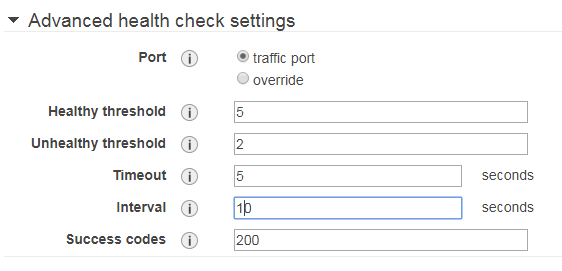 Advanced health check settings
Port i traffic port
override
Healthy threshold i 5
Unhealthy threshold i 2
Timeout i 5 seconds
Interval i 10 seconds
Success codes i 200